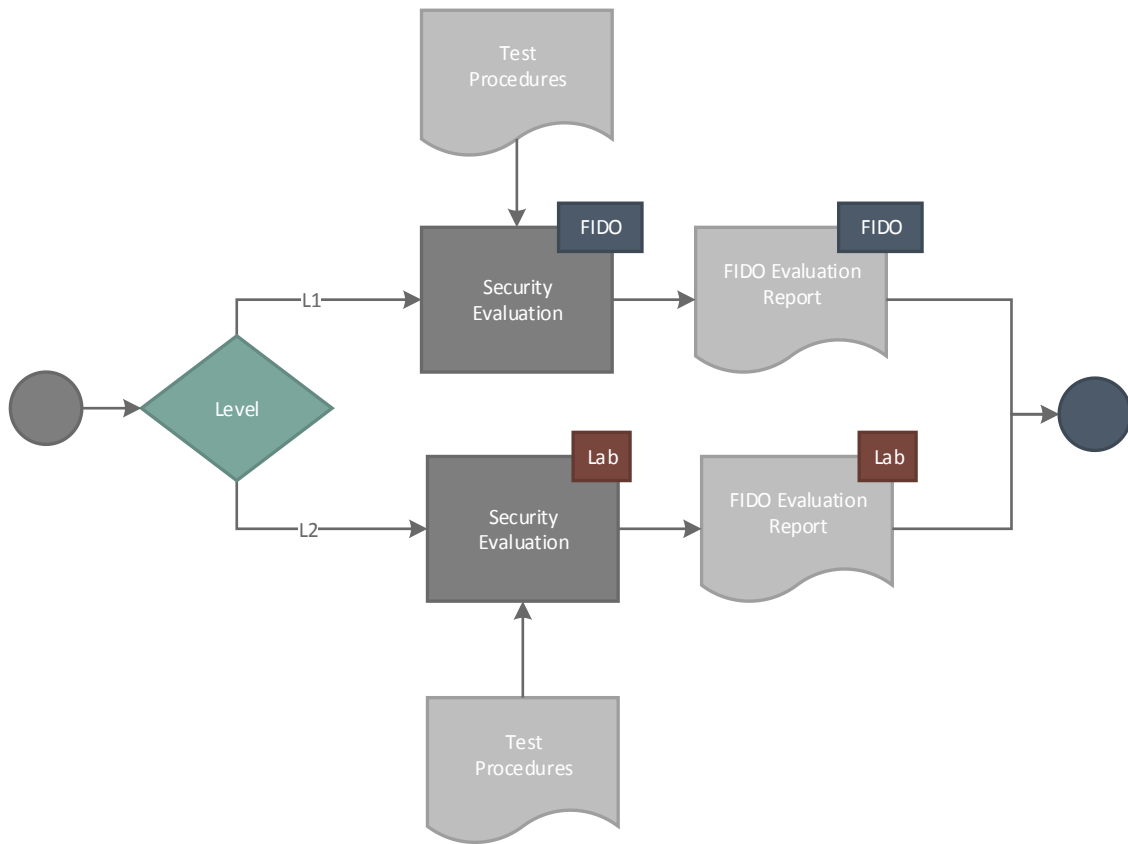 Test
Procedures
FIDO
FIDO
Security
Evaluation
FIDO Evaluation
Report
L1
Level
Lab
Lab
Security
Evaluation
FIDO Evaluation
Report
L2
Test
Procedures